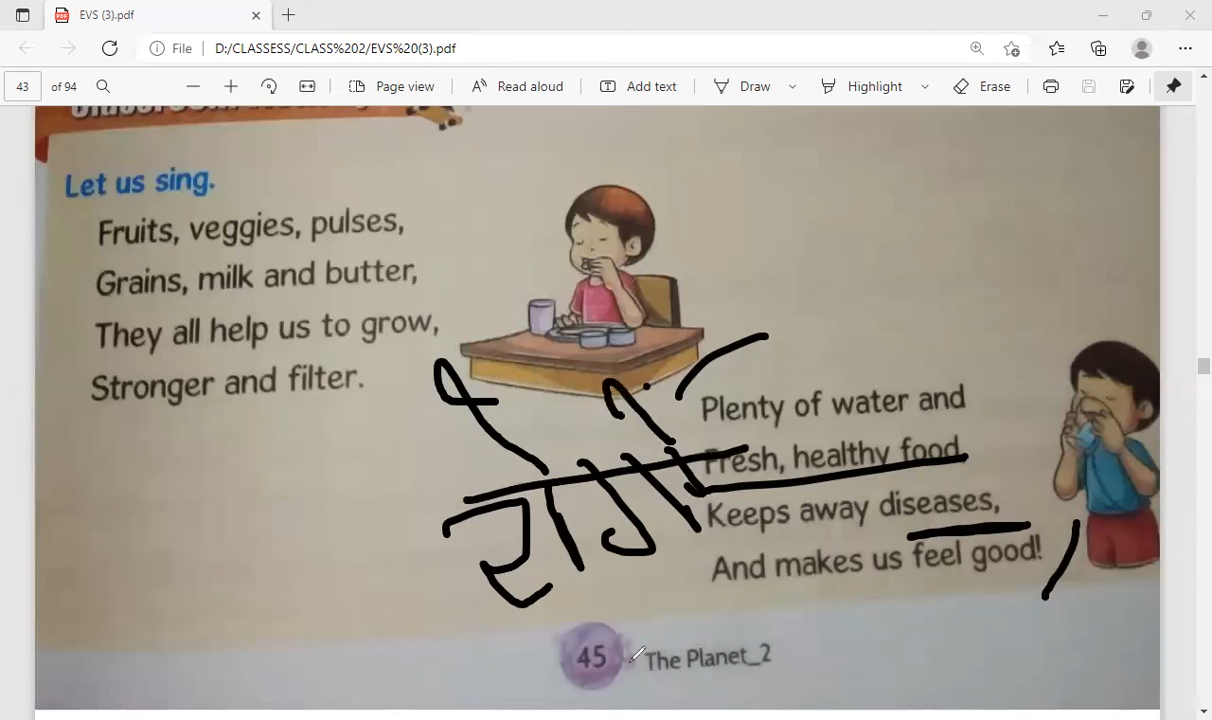 EVS (3).pdf
File D:/CLASSESS/CLASS%202/EVS%20(3).pdf
43 of 94 Page view Read aloud Add text Draw Highlight Erase
Let us sing.
Fruits, veggies, pulses,
Grains, milk and butter,
They all help us to grow,
Stronger and filter.
रोगों
Plenty of water and
Fresh, healthy food
Keeps away diseases,
And makes us feel good!
45 The Planet_2